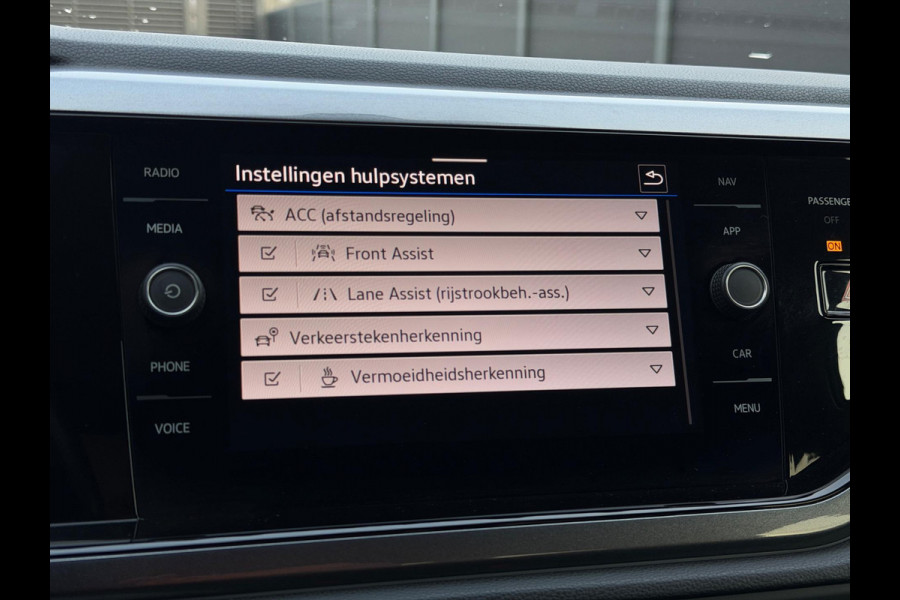 RADIO
MEDIA
PHONE
VOICE
Instellingen hulpsystemen
ACC (afstandsregeling)
Front Assist
Lane Assist (rijstrookbeh.-ass.)
Verkeerstekenherkenning
Vermoeidheidsherkenning
NAV
APP
CAR
MENU
PASSENGE
OFF
ON